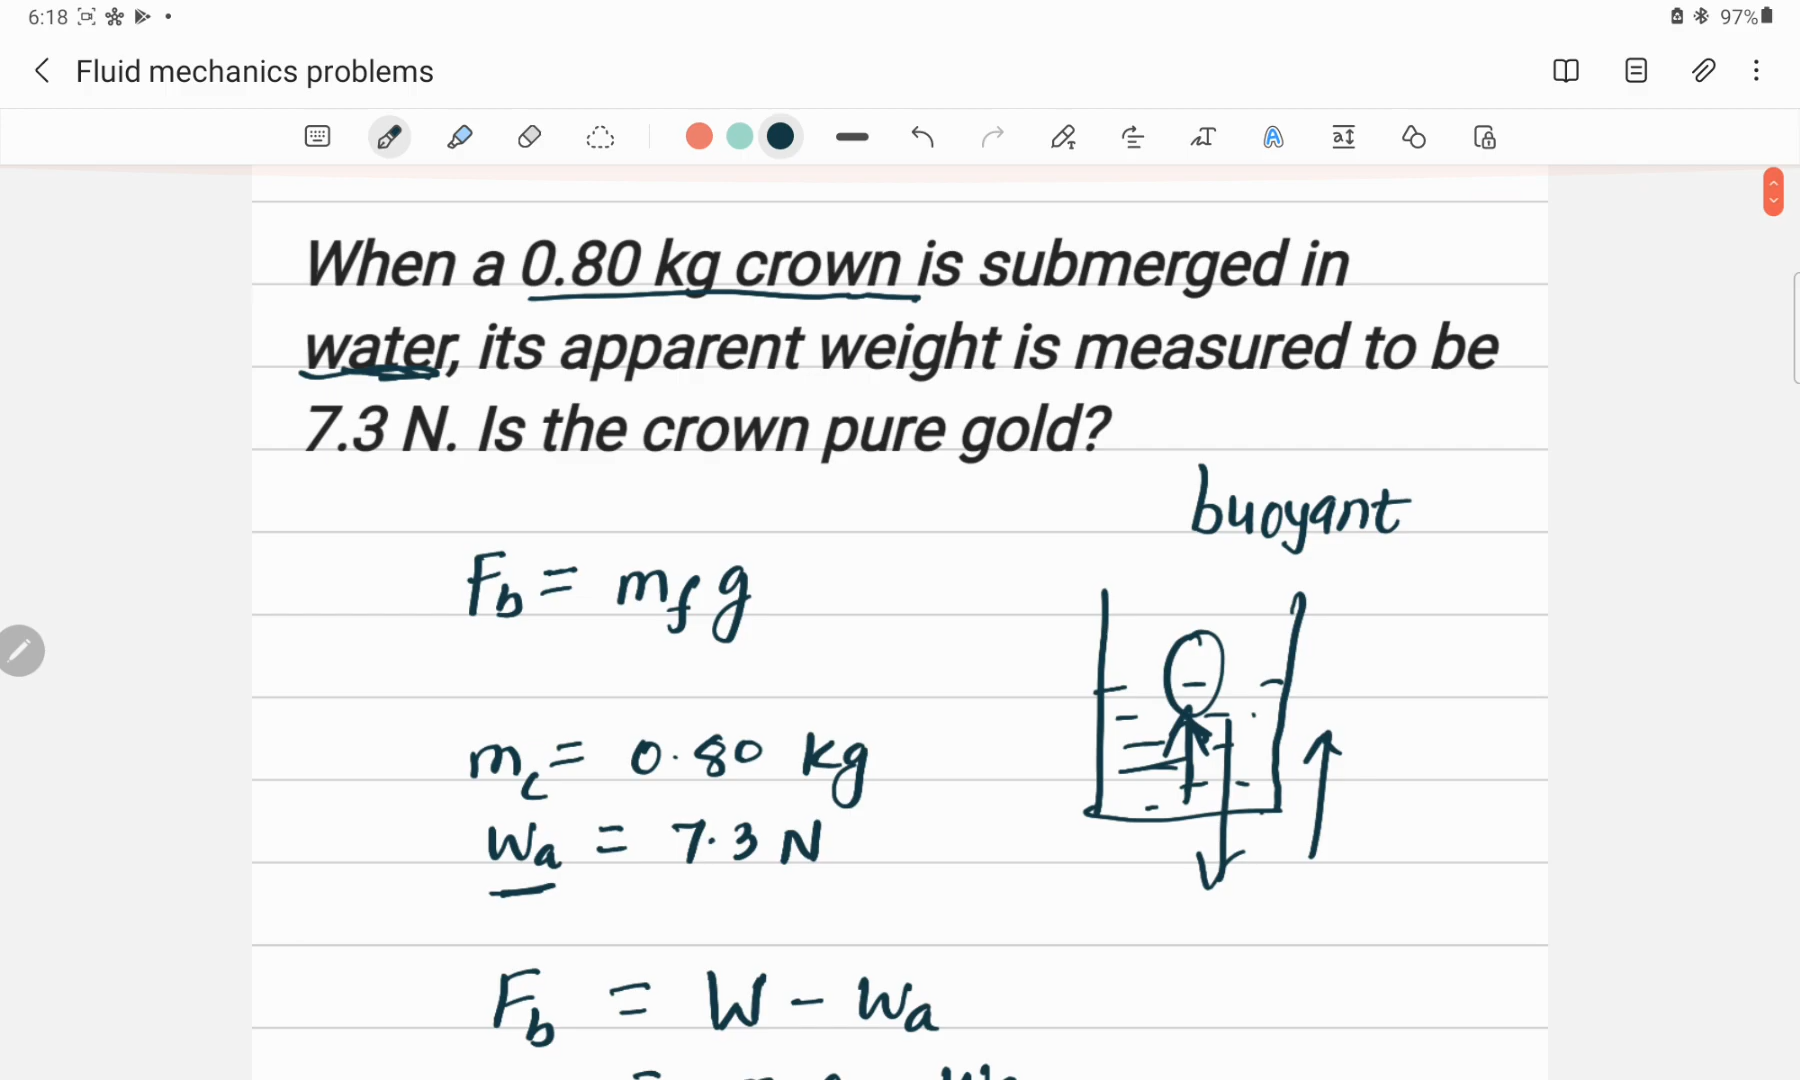 6:18
97%
Fluid mechanics problems
When a 0.80 kg crown is submerged in
water, its apparent weight is measured to be
7.3 N. Is the crown pure gold?
buoyant
Fb = mf g
mc = 0.80 kg
Wa = 7.3 N
Fb = W - Wa